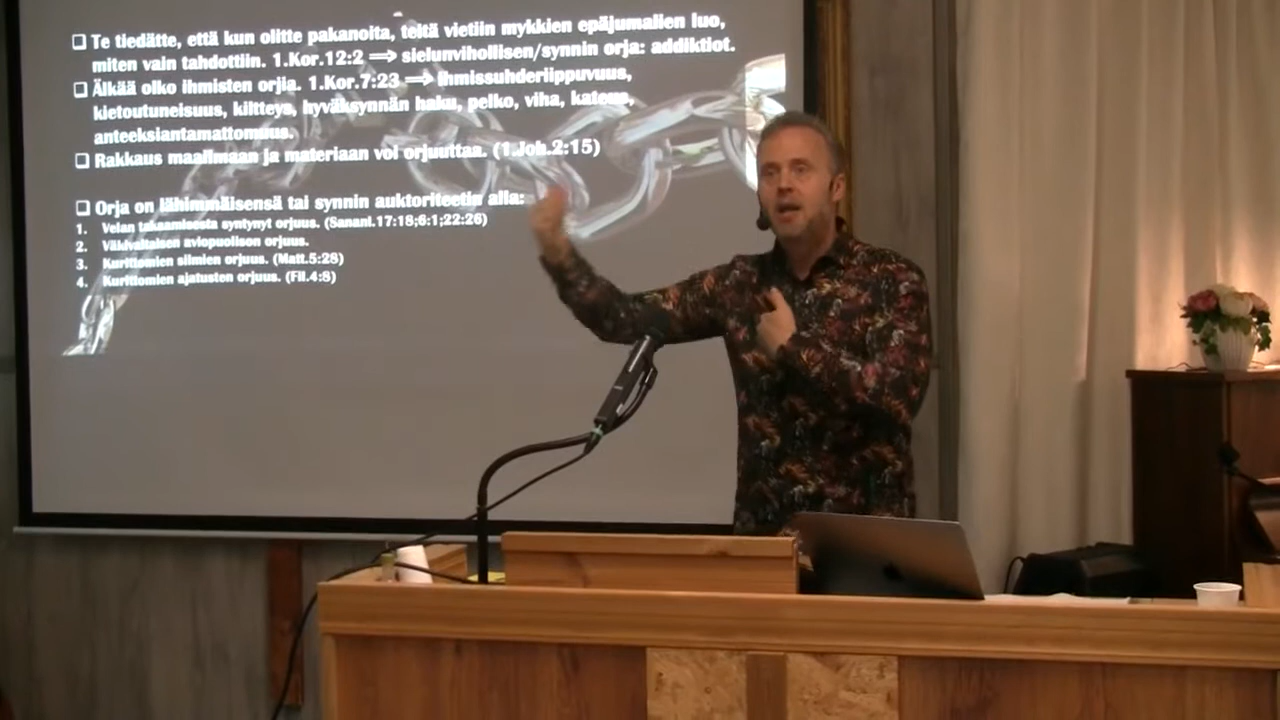 ❑ Te tiedätte, että kun olitte pakanoita, teitä vietiin mykkien epäjumalien luo,
miten vain tahdottiin. 1.Kor.12:2 ⟹ sielunvihollisen/synnin orja: addiktiot.
❑ Älkää olko ihmisten orjia. 1.Kor.7:23 ⟹ ihmissuhderiippuvuus,
kietoutuneisuus, kiltteys, hyväksynnän haku, pelko, viha, kateus,
anteeksiantamattomuus.
❑ Rakkaus maailmaan ja materiaan voi orjuuttaa. (1.Joh.2:15)
❑ Orja on lähimmäisensä tai synnin auktoriteetin alla:
1. Velan takaamisesta syntynyt orjuus. (Sananl.17:18;6:1;22:26)
2. Väkivaltaisen aviopuolison orjuus.
3. Kurittomien silmien orjuus. (Matt.5:28)
4. Kurittomien ajatusten orjuus. (Fil.4:8)